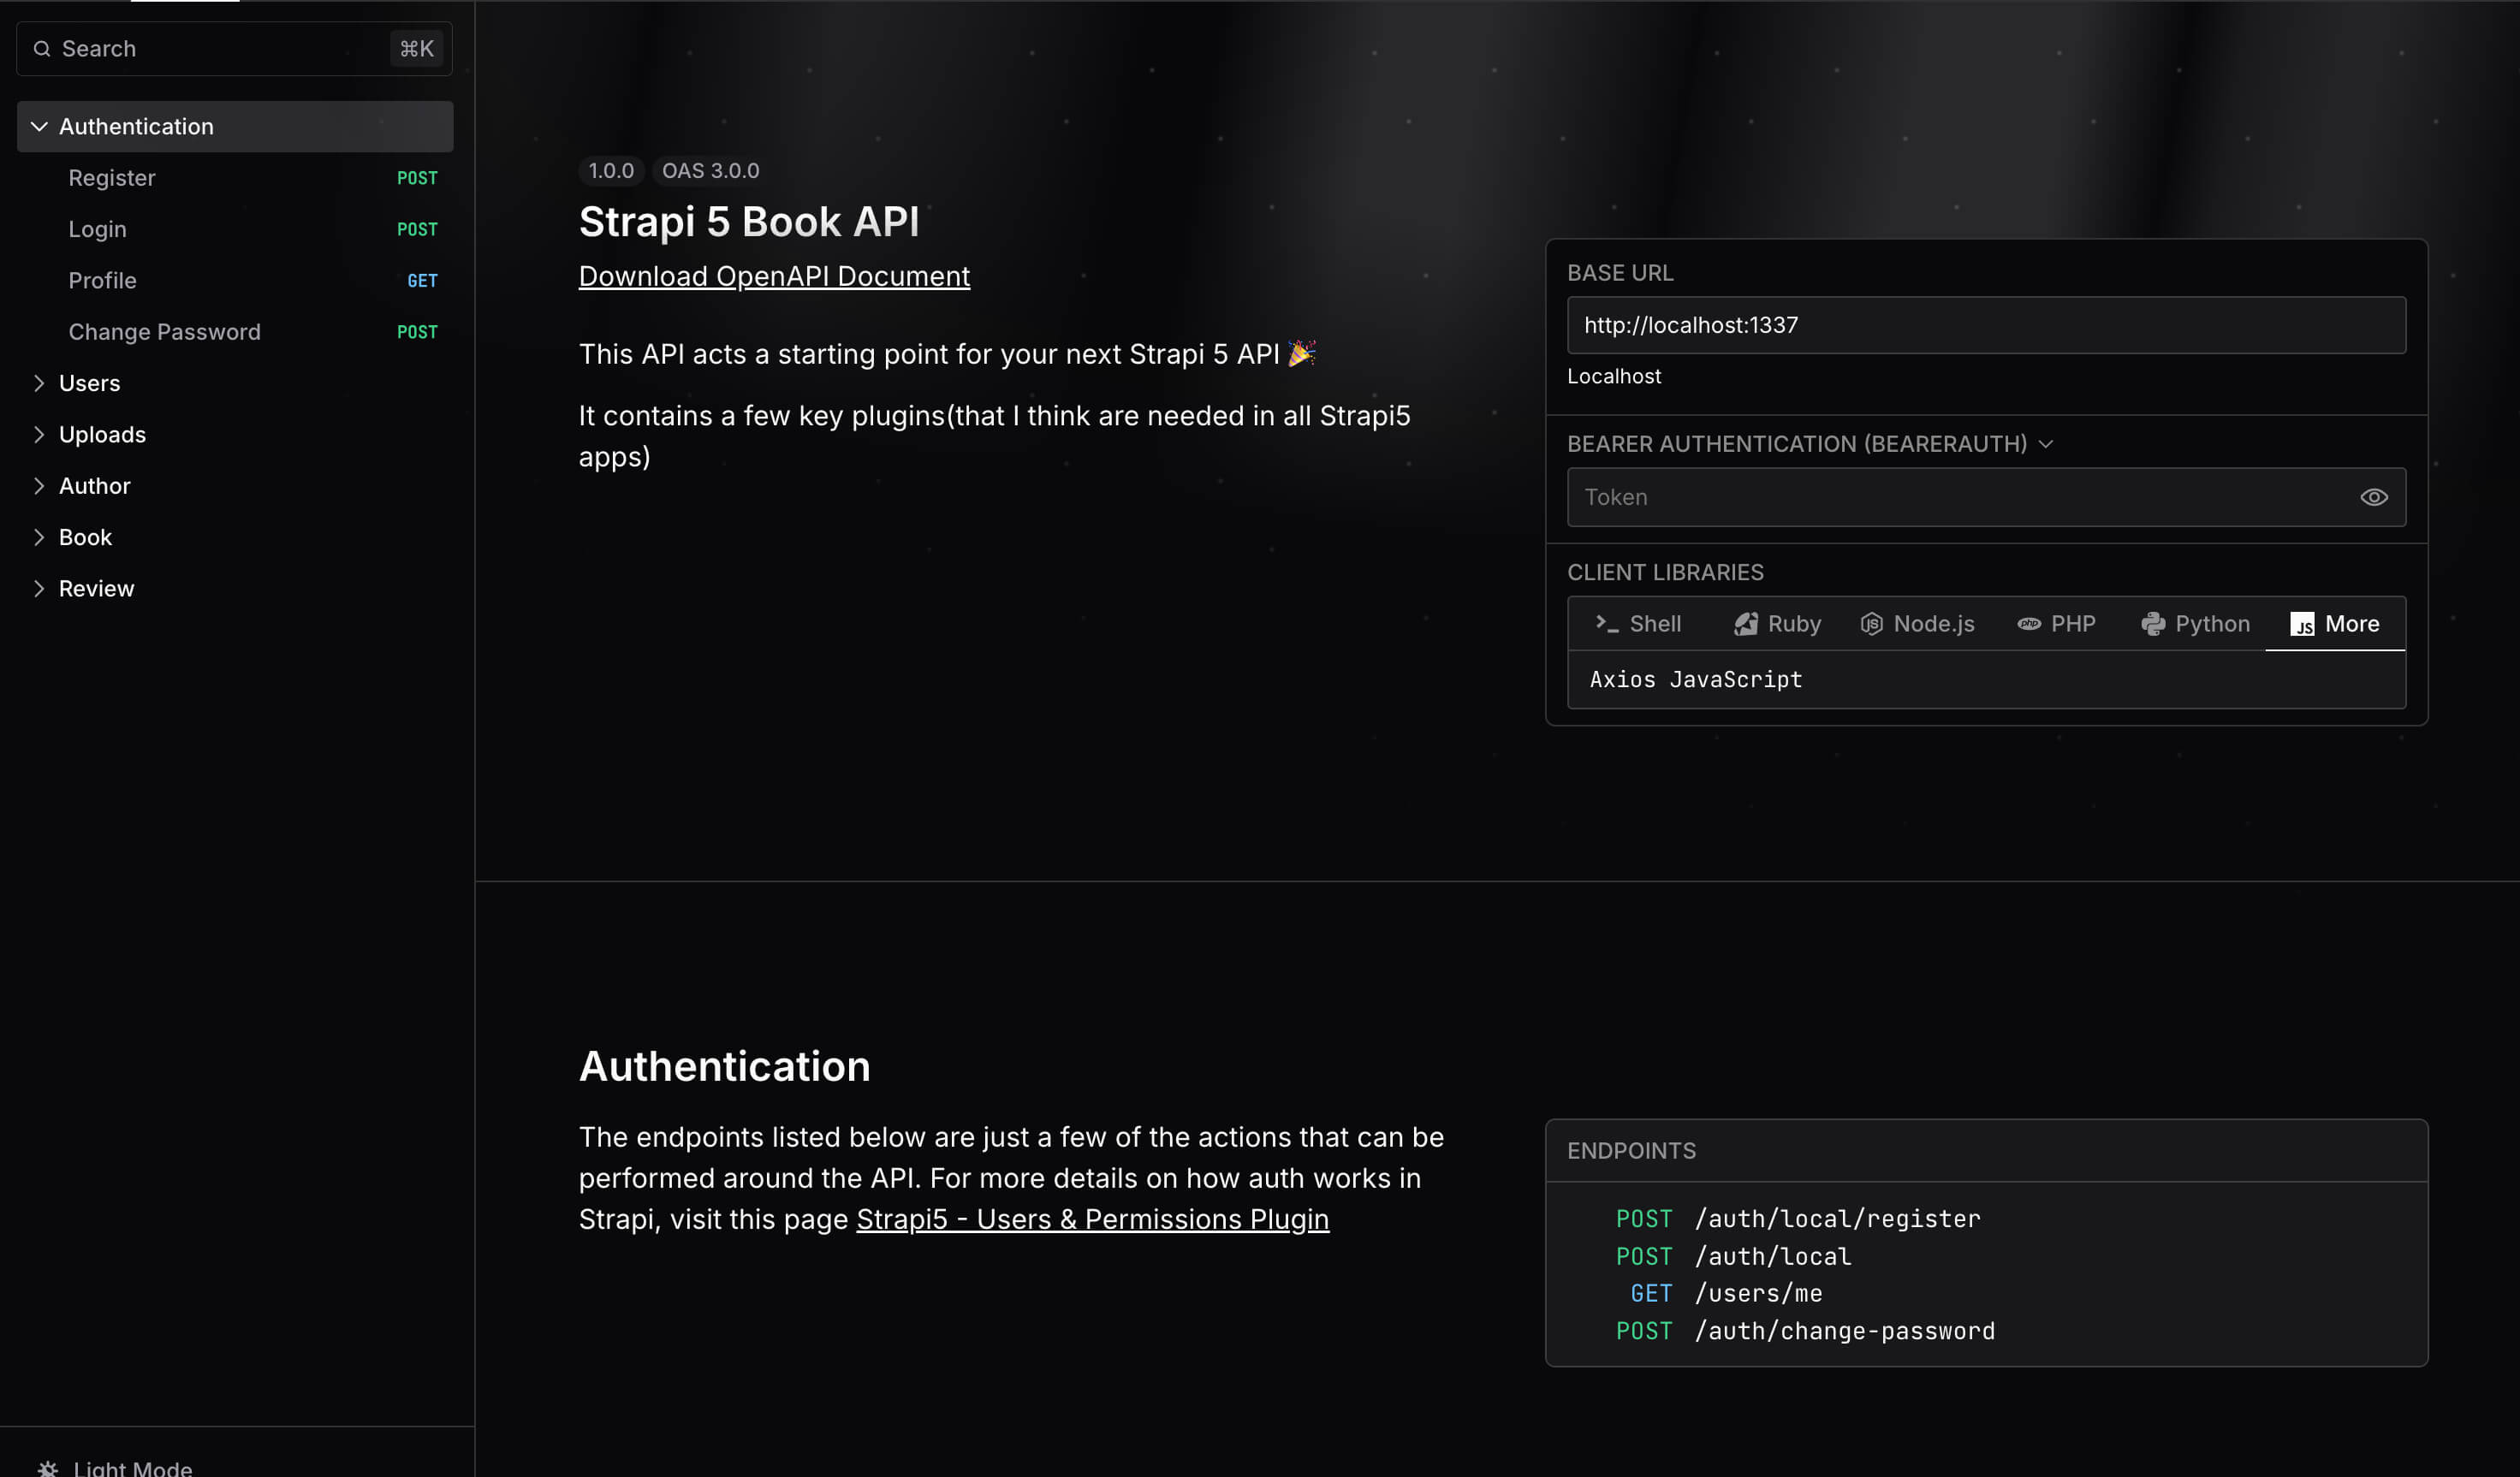 Search
⌘K
Authentication
Register POST
Login POST
Profile GET
Change Password POST
Users
Uploads
Author
Book
Review
Light Mode
1.0.0 OAS 3.0.0
Strapi 5 Book API
Download OpenAPI Document
This API acts a starting point for your next Strapi 5 API 🎉
It contains a few key plugins(that I think are needed in all Strapi5
apps)
BASE URL
http://localhost:1337
Localhost
BEARER AUTHENTICATION (BEARERAUTH)
Token
CLIENT LIBRARIES
Shell Ruby Node.js PHP Python More
Axios JavaScript
Authentication
The endpoints listed below are just a few of the actions that can be
performed around the API. For more details on how auth works in
Strapi, visit this page Strapi5 - Users & Permissions Plugin
ENDPOINTS
POST /auth/local/register
POST /auth/local
GET /users/me
POST /auth/change-password